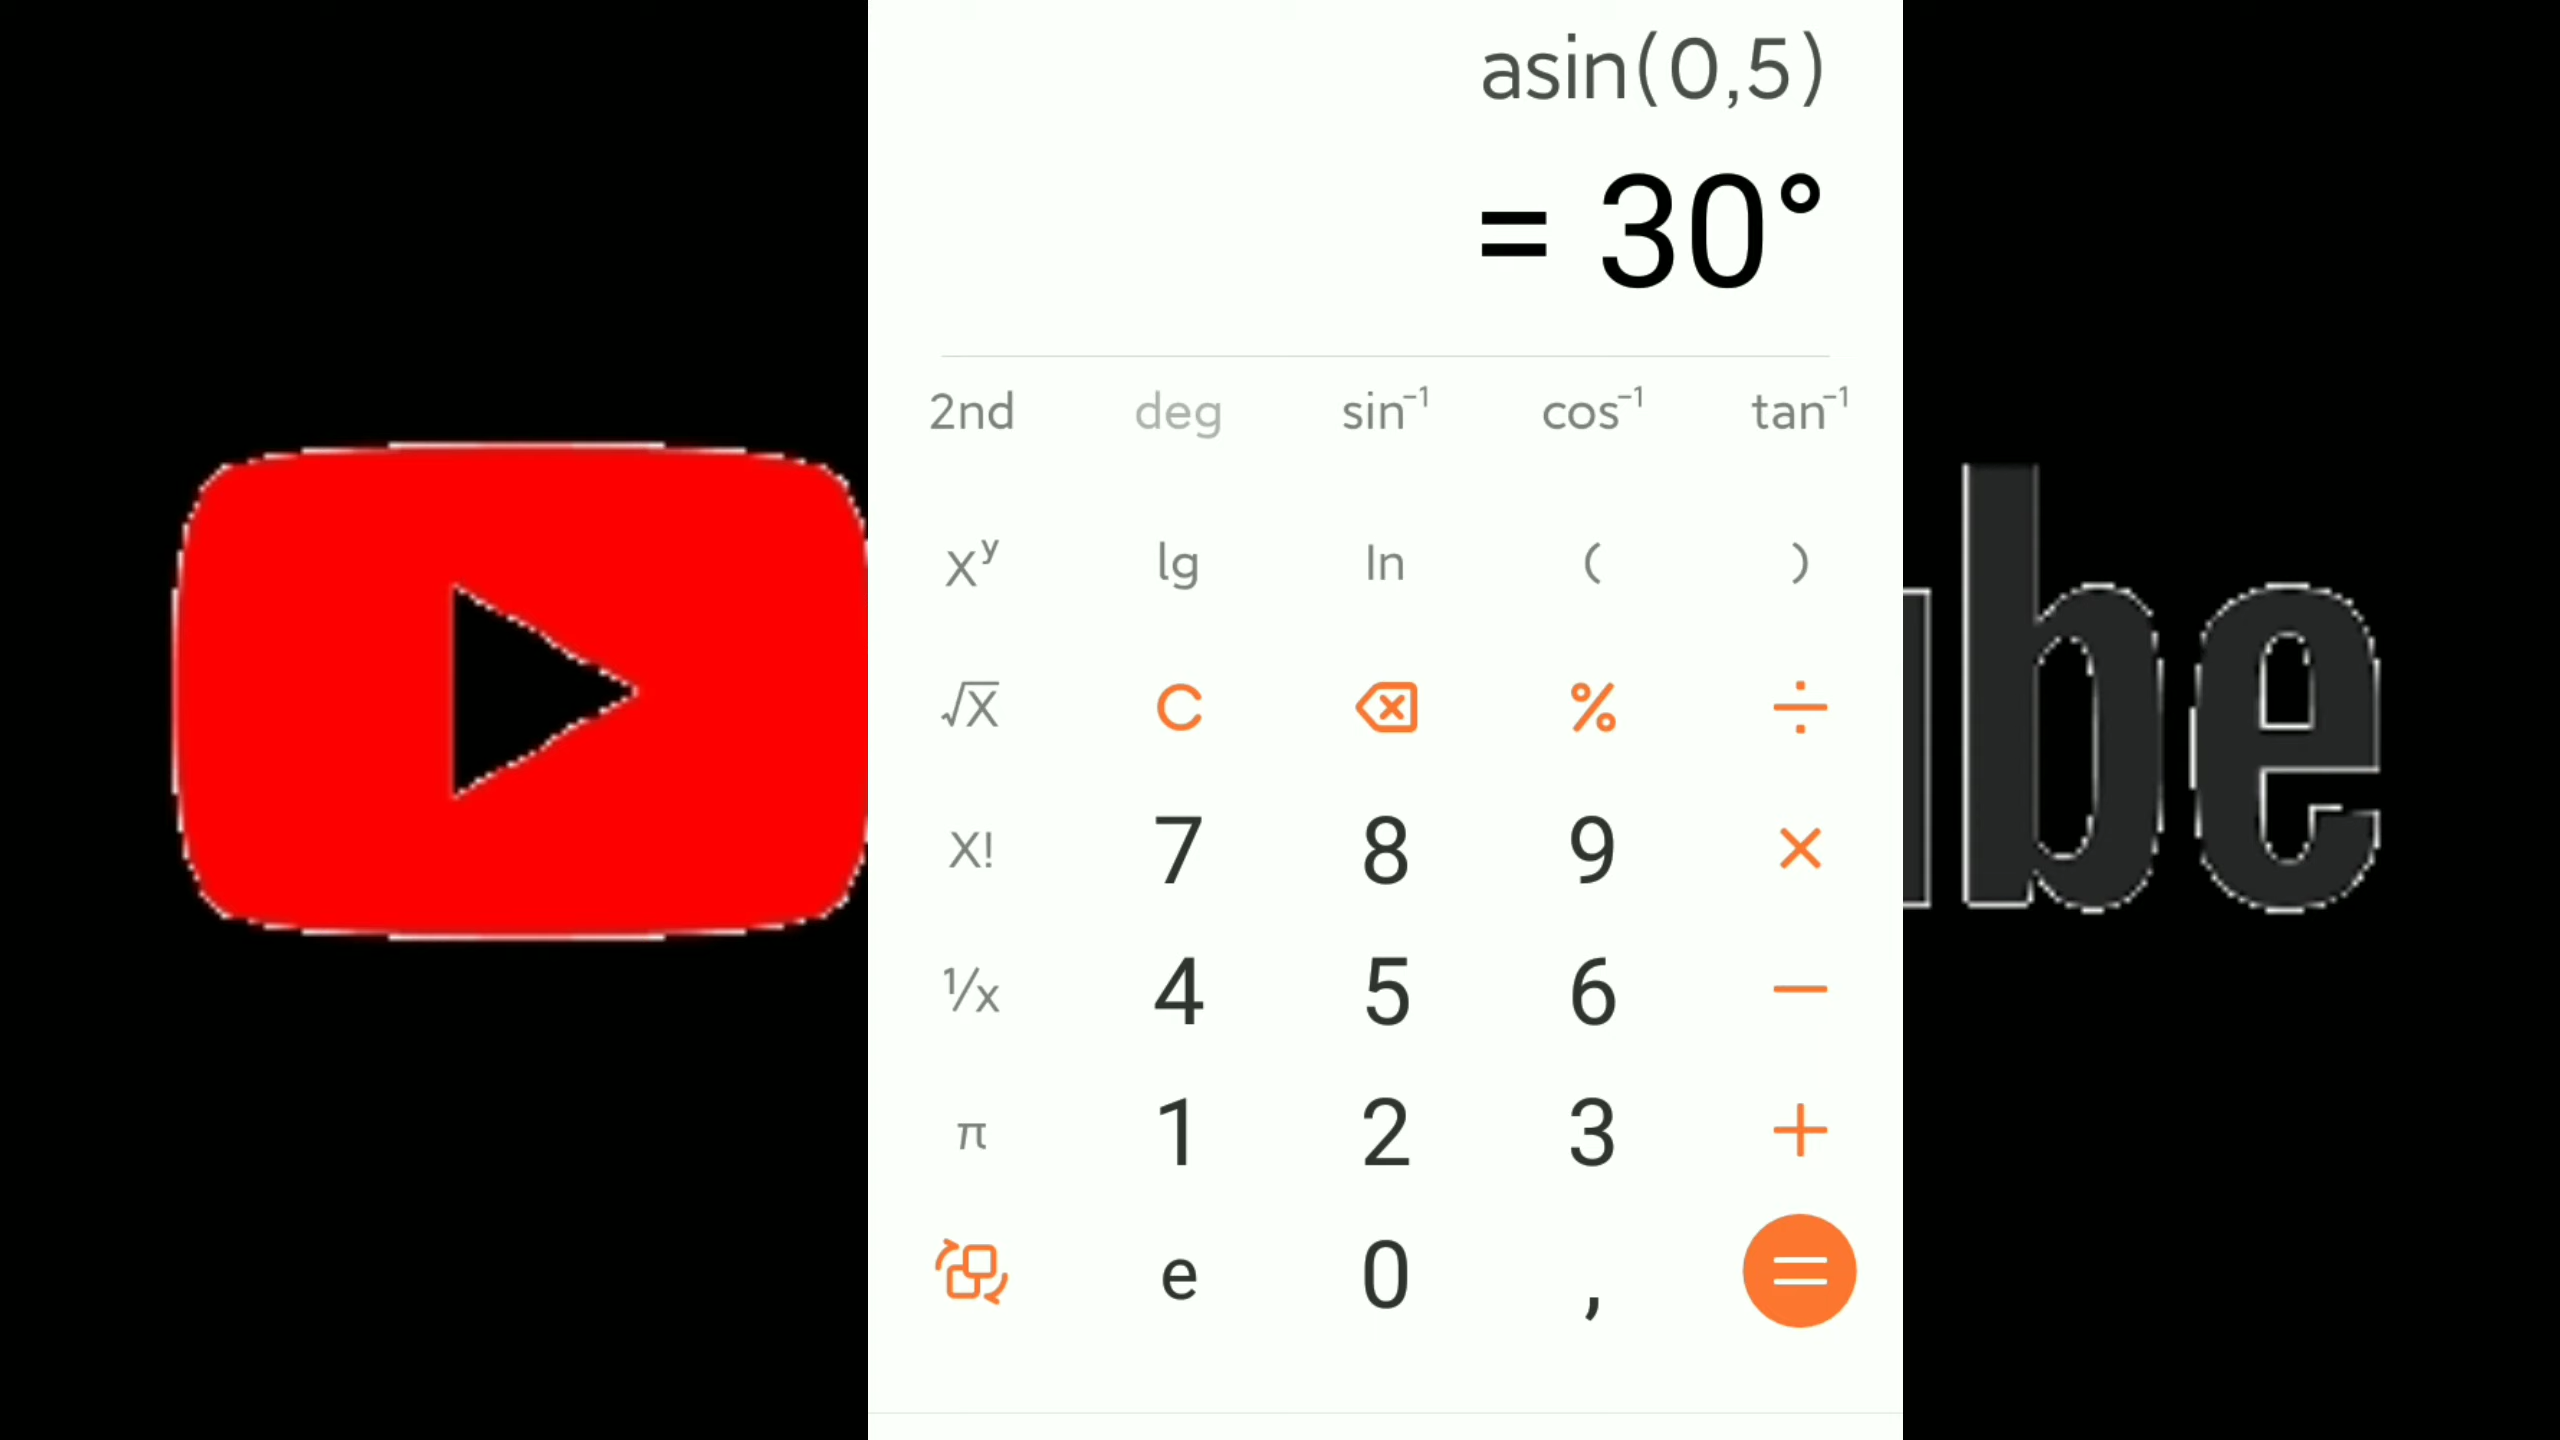 asin(0,5)
= 30°
2nd deg sin⁻¹ cos⁻¹ tan⁻¹
xʸ lg ln ( )
√x C % ÷
X! 7 8 9 ×
1/x 4 5 6 −
π 1 2 3 +
e 0 , =
be